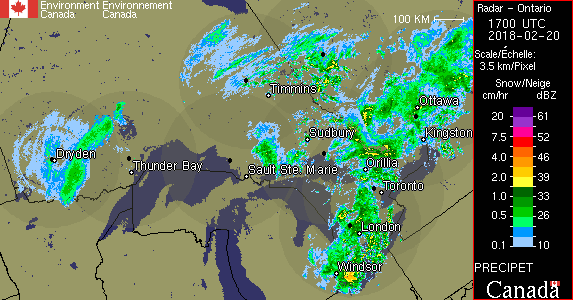 Environment Environnement
Canada Canada
100 KM
Timmins
Ottawa
Sudbury
Kingston
Dryden
Thunder Bay
Sault Ste. Marie
Orillia
Toronto
London
Windsor
Radar - Ontario
1700 UTC
2018-02-20
Scale/Échelle:
3.5 km/Pixel
Snow/Neige
cm/hr dBZ
20 61
7.5 52
4.0 46
2.0 39
1.0 33
0.5 26
0.1 10
PRECIPET
Canada